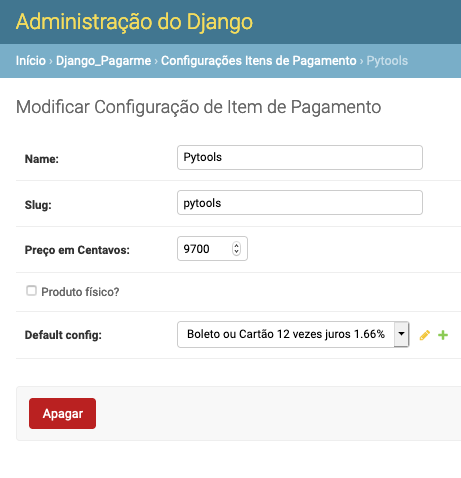 Administração do Django
Início › Django_Pagarme › Configurações Itens de Pagamento › Pytools
Modificar Configuração de Item de Pagamento
Name: Pytools
Slug: pytools
Preço em Centavos: 9700
Produto físico?
Default config: Boleto ou Cartão 12 vezes juros 1.66%
Apagar